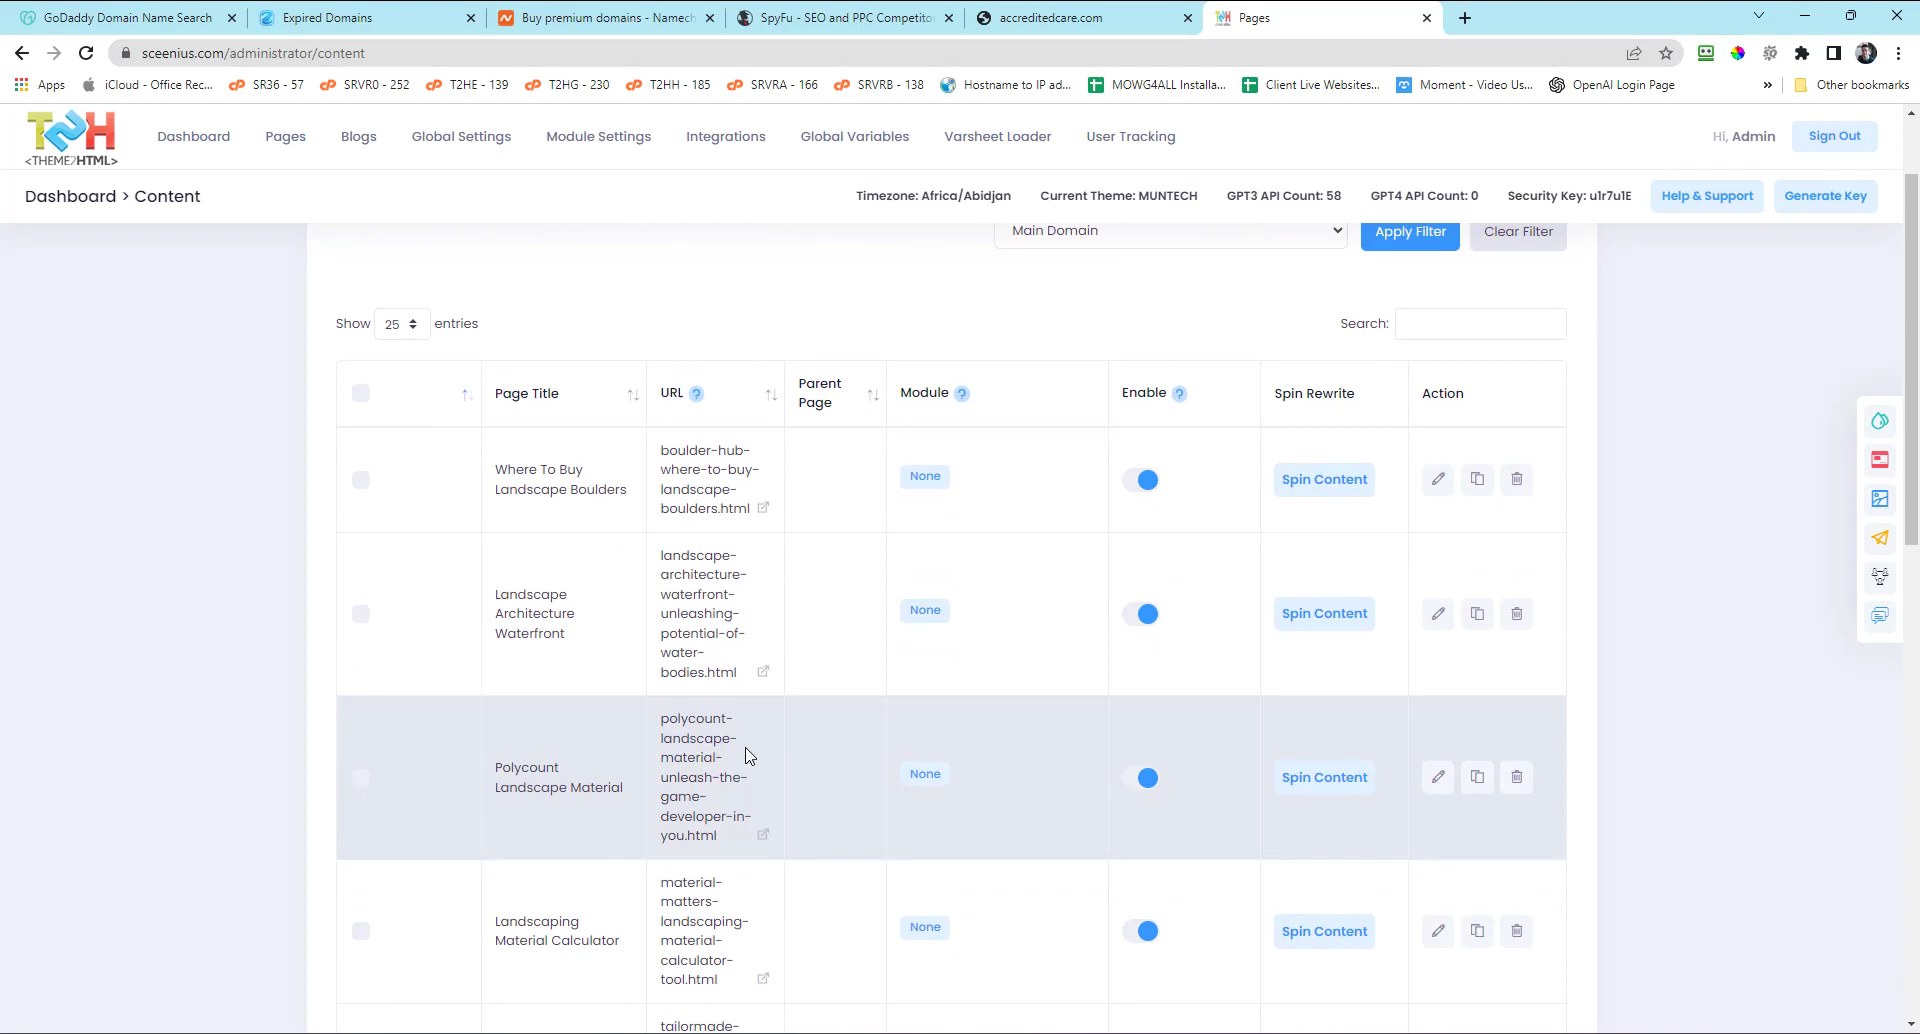 GoDaddy Domain Name Search
Expired Domains
Buy premium domains - Namech
SpyFu - SEO and PPC Competito
accreditedcare.com
Pages
sceenius.com/administrator/content
Apps
iCloud - Office Rec...
SR36 - 57
SRVR0 - 252
T2HE - 139
T2HG - 230
T2HH - 185
SRVRA - 166
SRVRB - 138
Hostname to IP ad...
MOWG4ALL Installa...
Client Live Websites...
Moment - Video Us...
OpenAI Login Page
»
Other bookmarks
T2H
<THEME2HTML>
Dashboard
Pages
Blogs
Global Settings
Module Settings
Integrations
Global Variables
Varsheet Loader
User Tracking
Hi, Admin
Sign Out
Dashboard > Content
Timezone: Africa/Abidjan
Current Theme: MUNTECH
GPT3 API Count: 58
GPT4 API Count: 0
Security Key: u1r7u1E
Help & Support
Generate Key
Main Domain
Apply Filter
Clear Filter
Show 25 entries
Search:
Page Title
URL ?
Parent
Page
Module ?
Enable ?
Spin Rewrite
Action
Where To Buy
Landscape Boulders
boulder-hub-
where-to-buy-
landscape-
boulders.html
None
Spin Content
Landscape
Architecture
Waterfront
landscape-
architecture-
waterfront-
unleashing-
potential-of-
water-
bodies.html
None
Spin Content
Polycount
Landscape Material
polycount-
landscape-
material-
unleash-the-
game-
developer-in-
you.html
None
Spin Content
Landscaping
Material Calculator
material-
matters-
landscaping-
material-
calculator-
tool.html
None
Spin Content
tailormade-